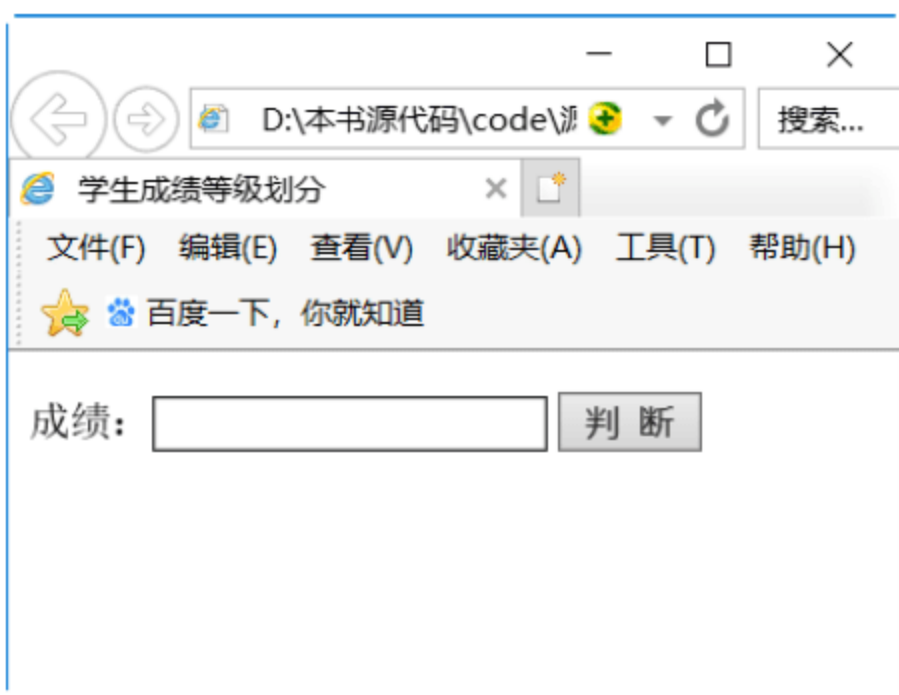 D:\本书源代码\code\源
搜索...
学生成绩等级划分
文件(F) 编辑(E) 查看(V) 收藏夹(A) 工具(T) 帮助(H)
百度一下，你就知道
成绩：
判 断